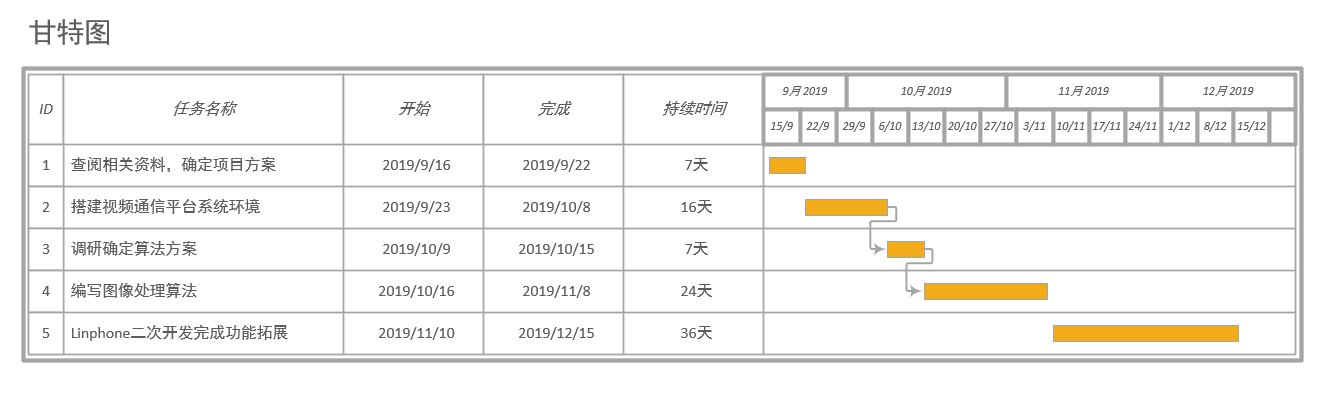 甘特图
ID 任务名称 开始 完成 持续时间 9月 2019 10月 2019 11月 2019 12月 2019
15/9 22/9 29/9 6/10 13/10 20/10 27/10 3/11 10/11 17/11 24/11 1/12 8/12 15/12
1 查阅相关资料，确定项目方案 2019/9/16 2019/9/22 7天
2 搭建视频通信平台系统环境 2019/9/23 2019/10/8 16天
3 调研确定算法方案 2019/10/9 2019/10/15 7天
4 编写图像处理算法 2019/10/16 2019/11/8 24天
5 Linphone二次开发完成功能拓展 2019/11/10 2019/12/15 36天